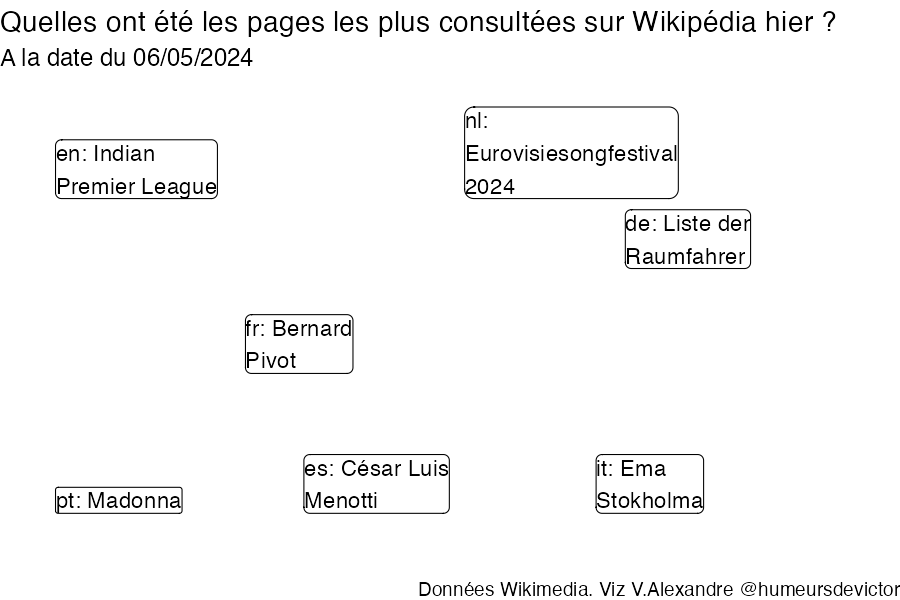 Quelles ont été les pages les plus consultées sur Wikipédia hier ?
A la date du 06/05/2024
nl:
Eurovisiesongfestival
2024
en: Indian
Premier League
de: Liste der
Raumfahrer
fr: Bernard
Pivot
es: César Luis
Menotti
it: Ema
Stokholma
pt: Madonna
Données Wikimedia. Viz V.Alexandre @humeursdevictor